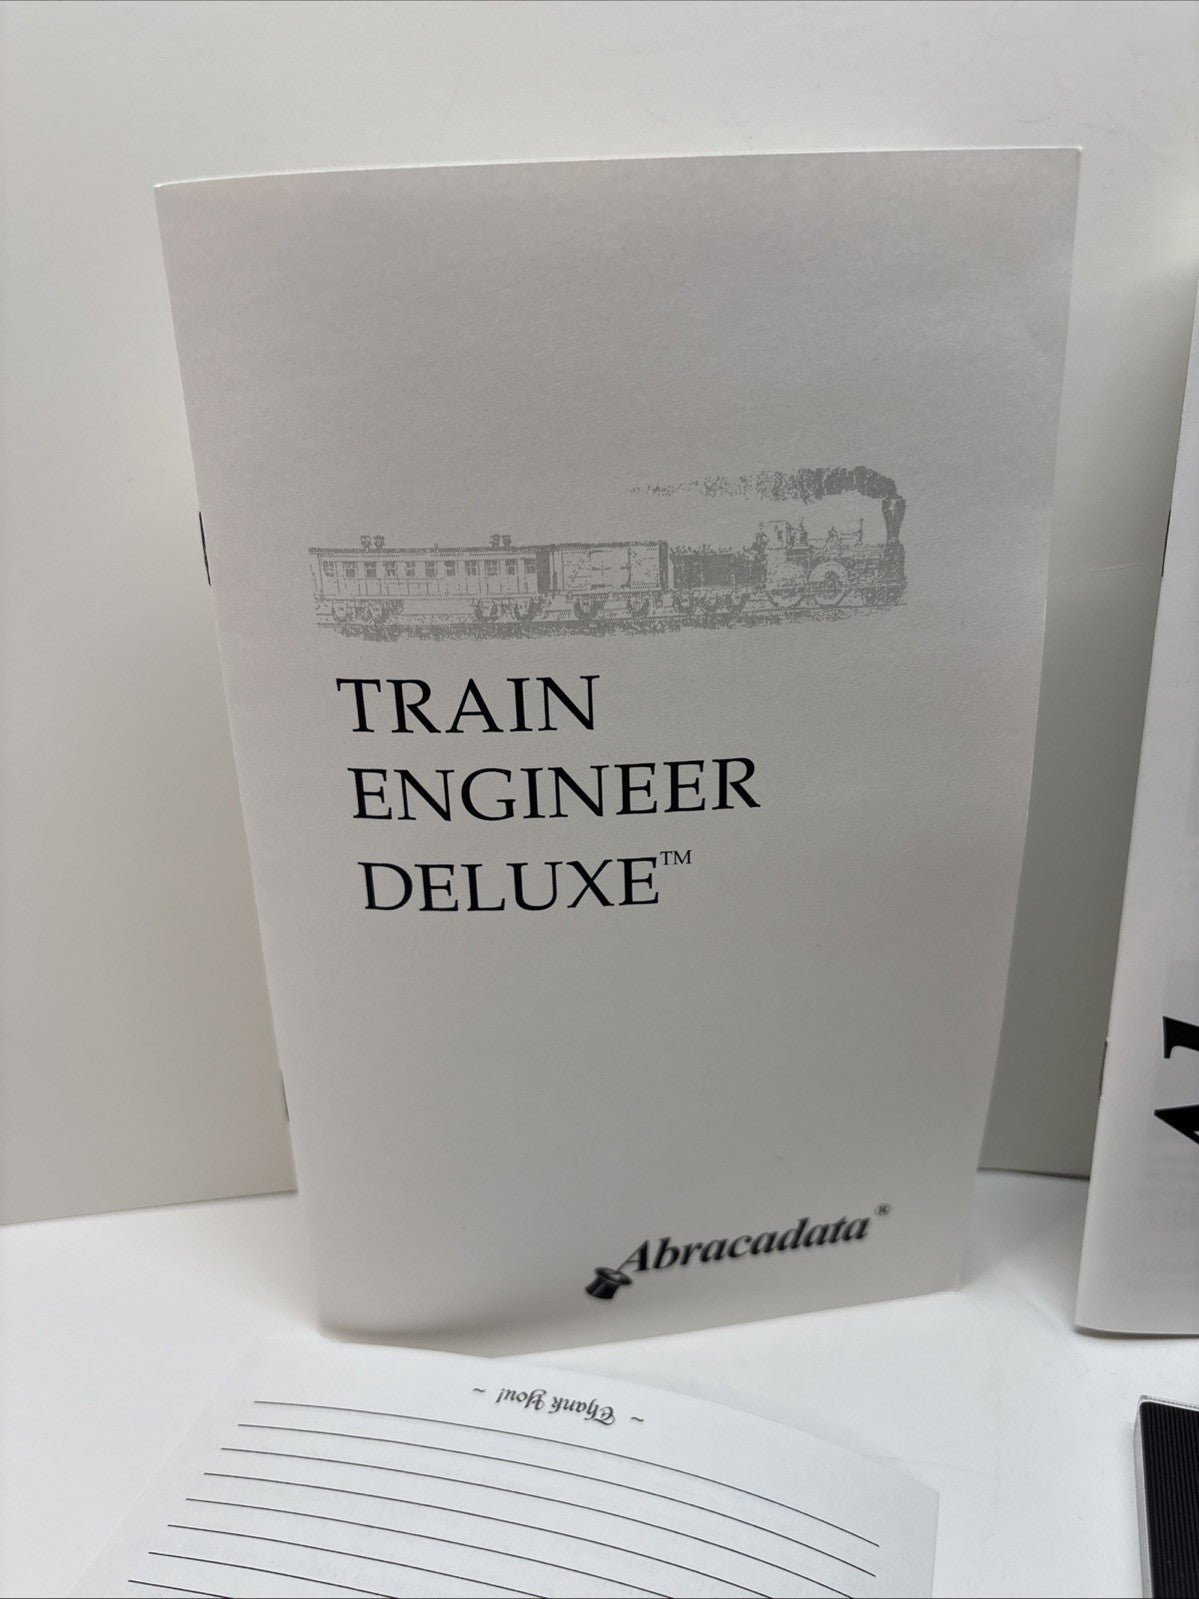 TRAIN
ENGINEER
DELUXE™
Abracadata®
~ Thank You! ~